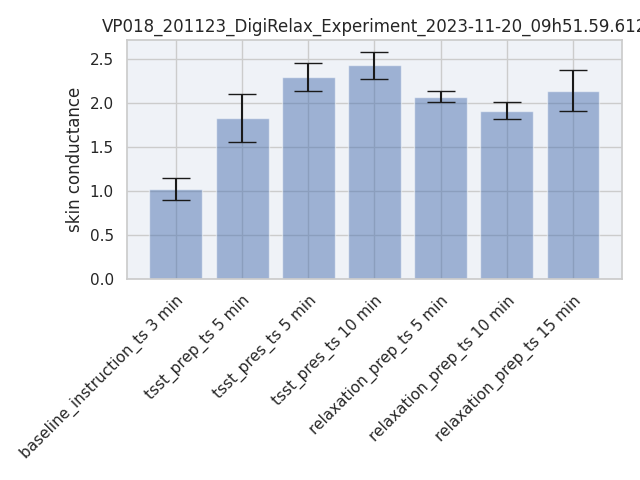 VP018_201123_DigiRelax_Experiment_2023-11-20_09h51.59.612
skin conductance
2.5
2.0
1.5
1.0
0.5
0.0
baseline_instruction_ts 3 min
tsst_prep_ts 5 min
tsst_pres_ts 5 min
tsst_pres_ts 10 min
relaxation_prep_ts 5 min
relaxation_prep_ts 10 min
relaxation_prep_ts 15 min